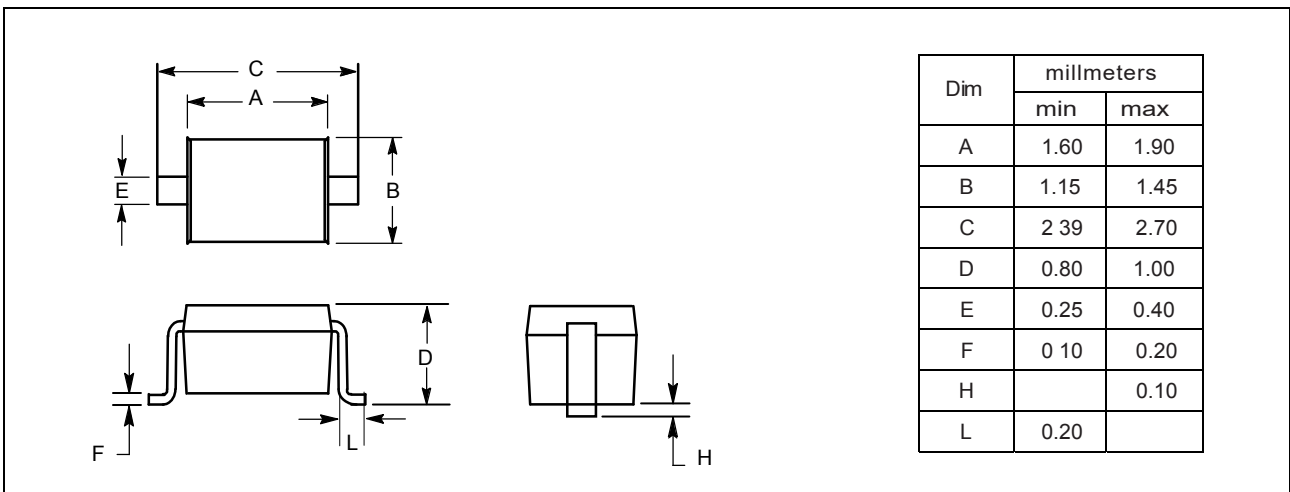 C
A
E
B
D
F
L
H
Dim millmeters
min max
A 1.60 1.90
B 1.15 1.45
C 2 39 2.70
D 0.80 1.00
E 0.25 0.40
F 0 10 0.20
H 0.10
L 0.20